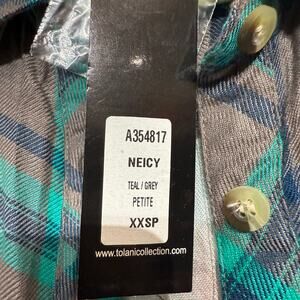 A354817
NEICY
TEAL / GREY
PETITE
XXSP
www.tolanicollection.com